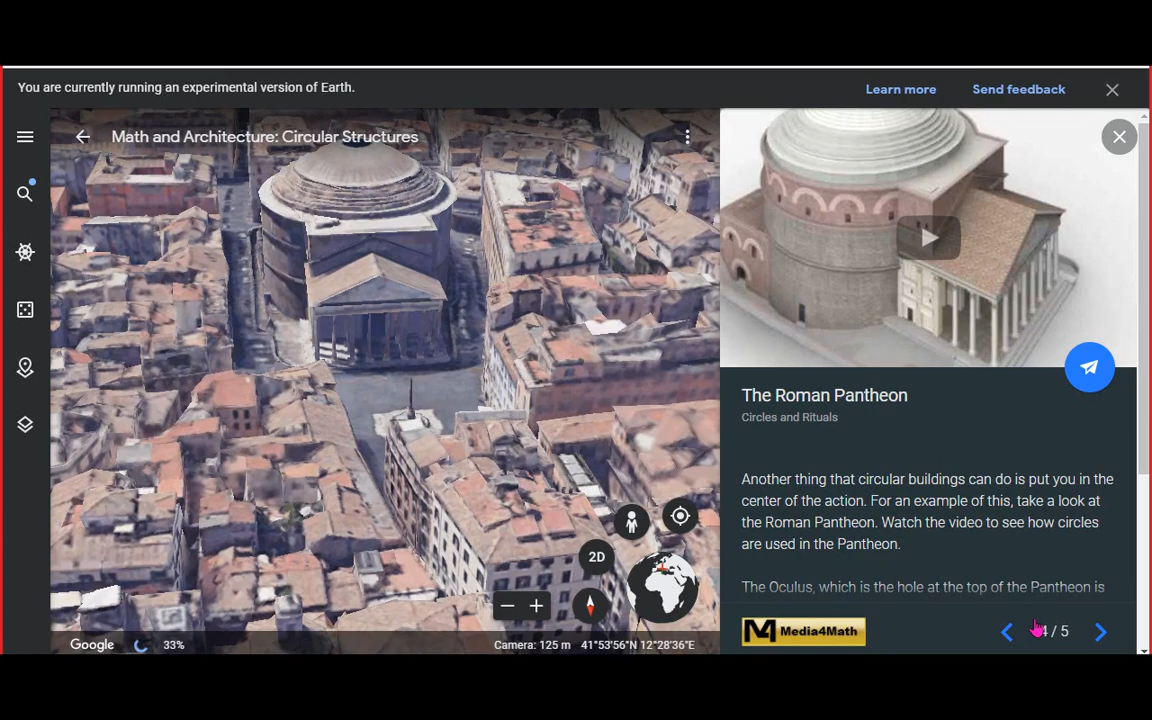 You are currently running an experimental version of Earth.
Learn more
Send feedback
Math and Architecture: Circular Structures
The Roman Pantheon
Circles and Rituals
Another thing that circular buildings can do is put you in the
center of the action. For an example of this, take a look at
the Roman Pantheon. Watch the video to see how circles
are used in the Pantheon.
The Oculus, which is the hole at the top of the Pantheon is
2D
M4 Media4Math
4 / 5
Google
33%
Camera: 125 m 41°53'56"N 12°28'36"E